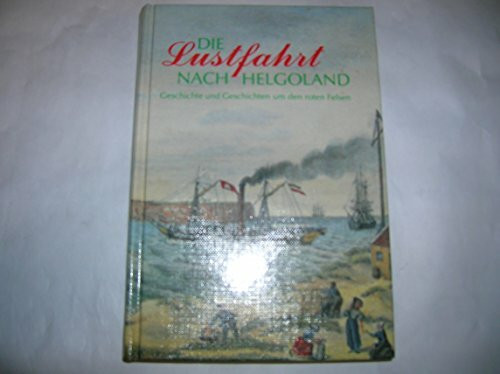 DIE
Lustfahrt
NACH HELGOLAND
Geschichte und Geschichten um den roten Felsen